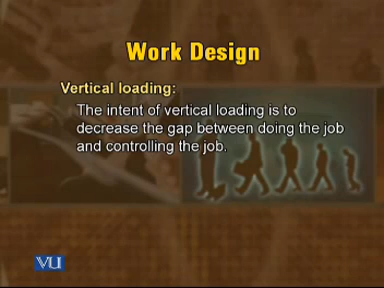 Work Design
Vertical loading:
The intent of vertical loading is to
decrease the gap between doing the job
and controlling the job.
VU